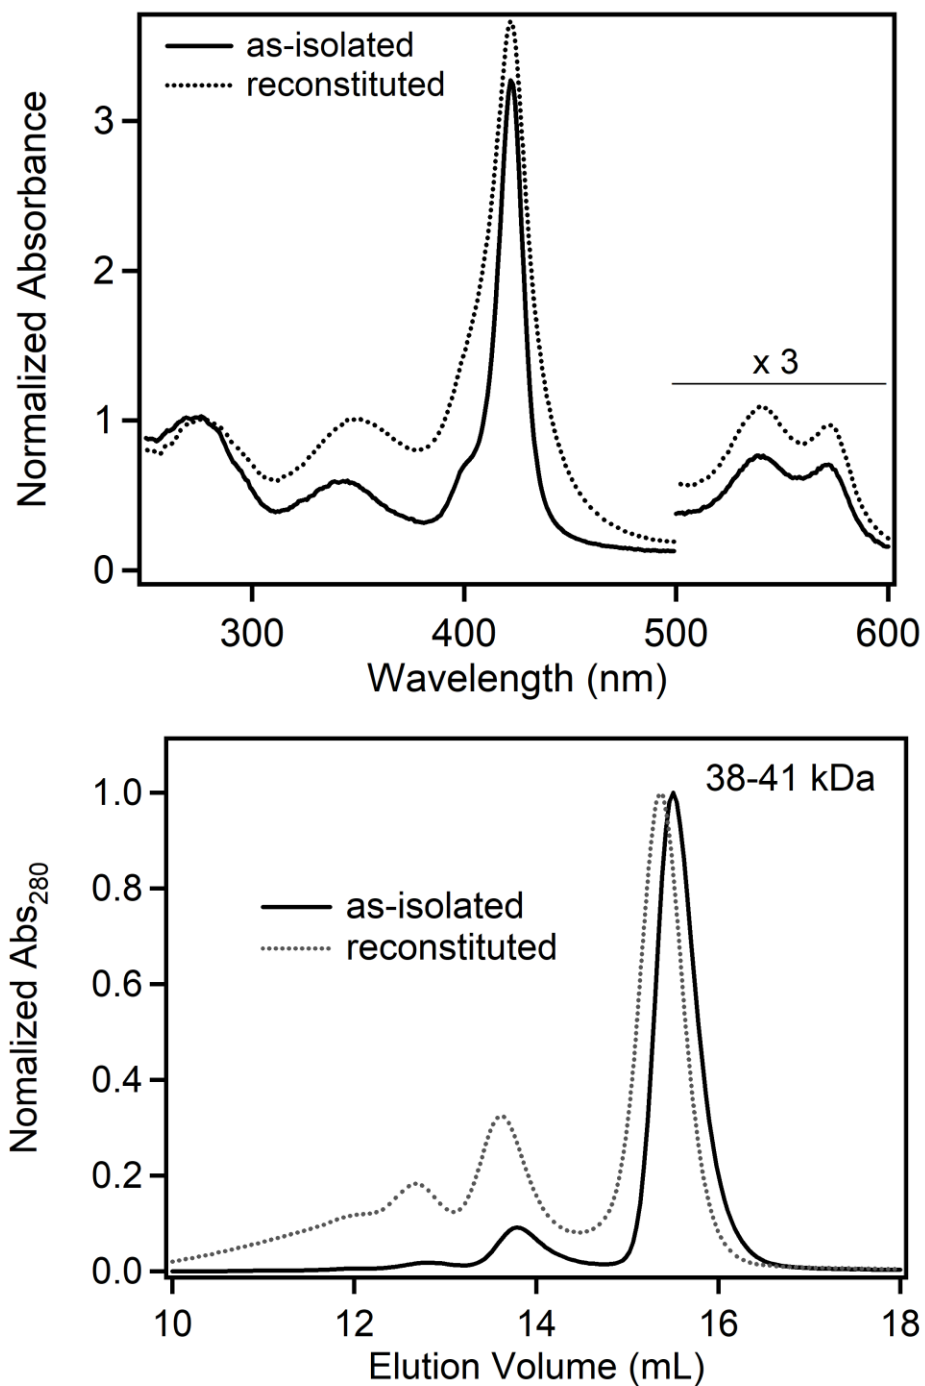 as-isolated
reconstituted
Normalized Absorbance
3
2
1
0
x 3
300
400
500
600
Wavelength (nm)
38-41 kDa
as-isolated
reconstituted
Nomalized Abs280
1.0
0.8
0.6
0.4
0.2
0.0
10
12
14
16
18
Elution Volume (mL)